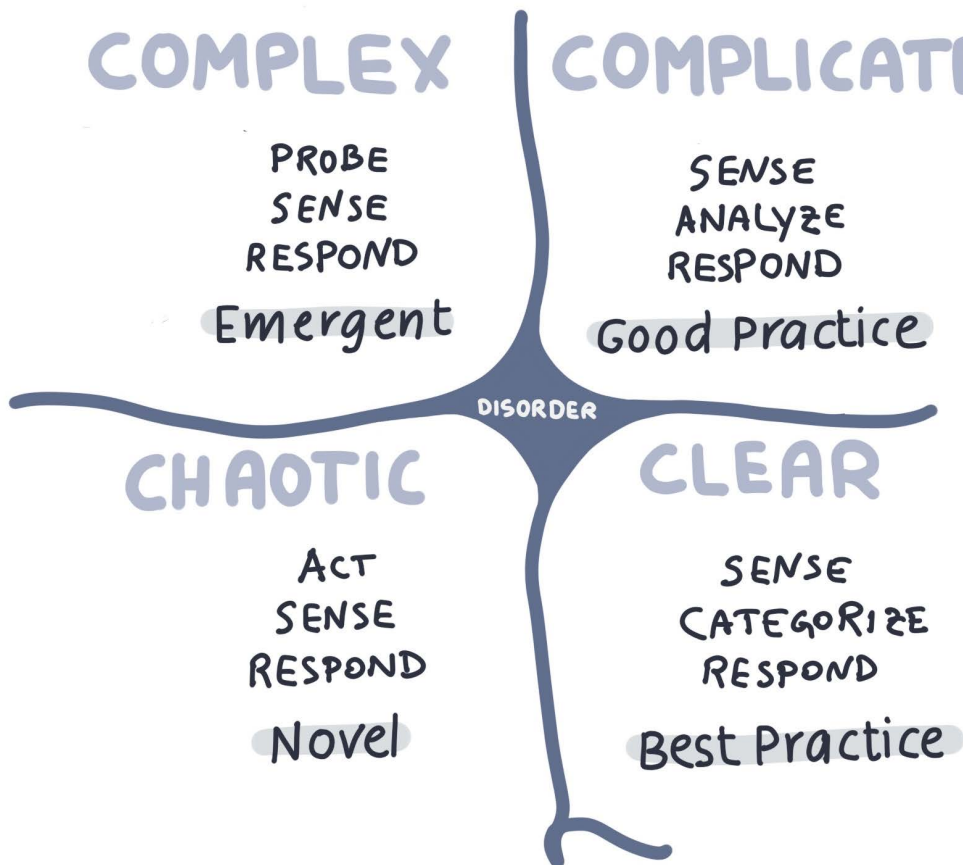 COMPLEX
PROBE
SENSE
RESPOND
Emergent
COMPLICATE
SENSE
ANALYZE
RESPOND
Good Practice
DISORDER
CHAOTIC
ACT
SENSE
RESPOND
Novel
CLEAR
SENSE
CATEGORIZE
RESPOND
Best Practice